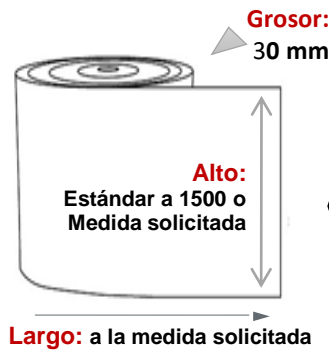 Grosor:
30 mm
Alto:
Estándar a 1500 o
Medida solicitada
Largo: a la medida solicitada